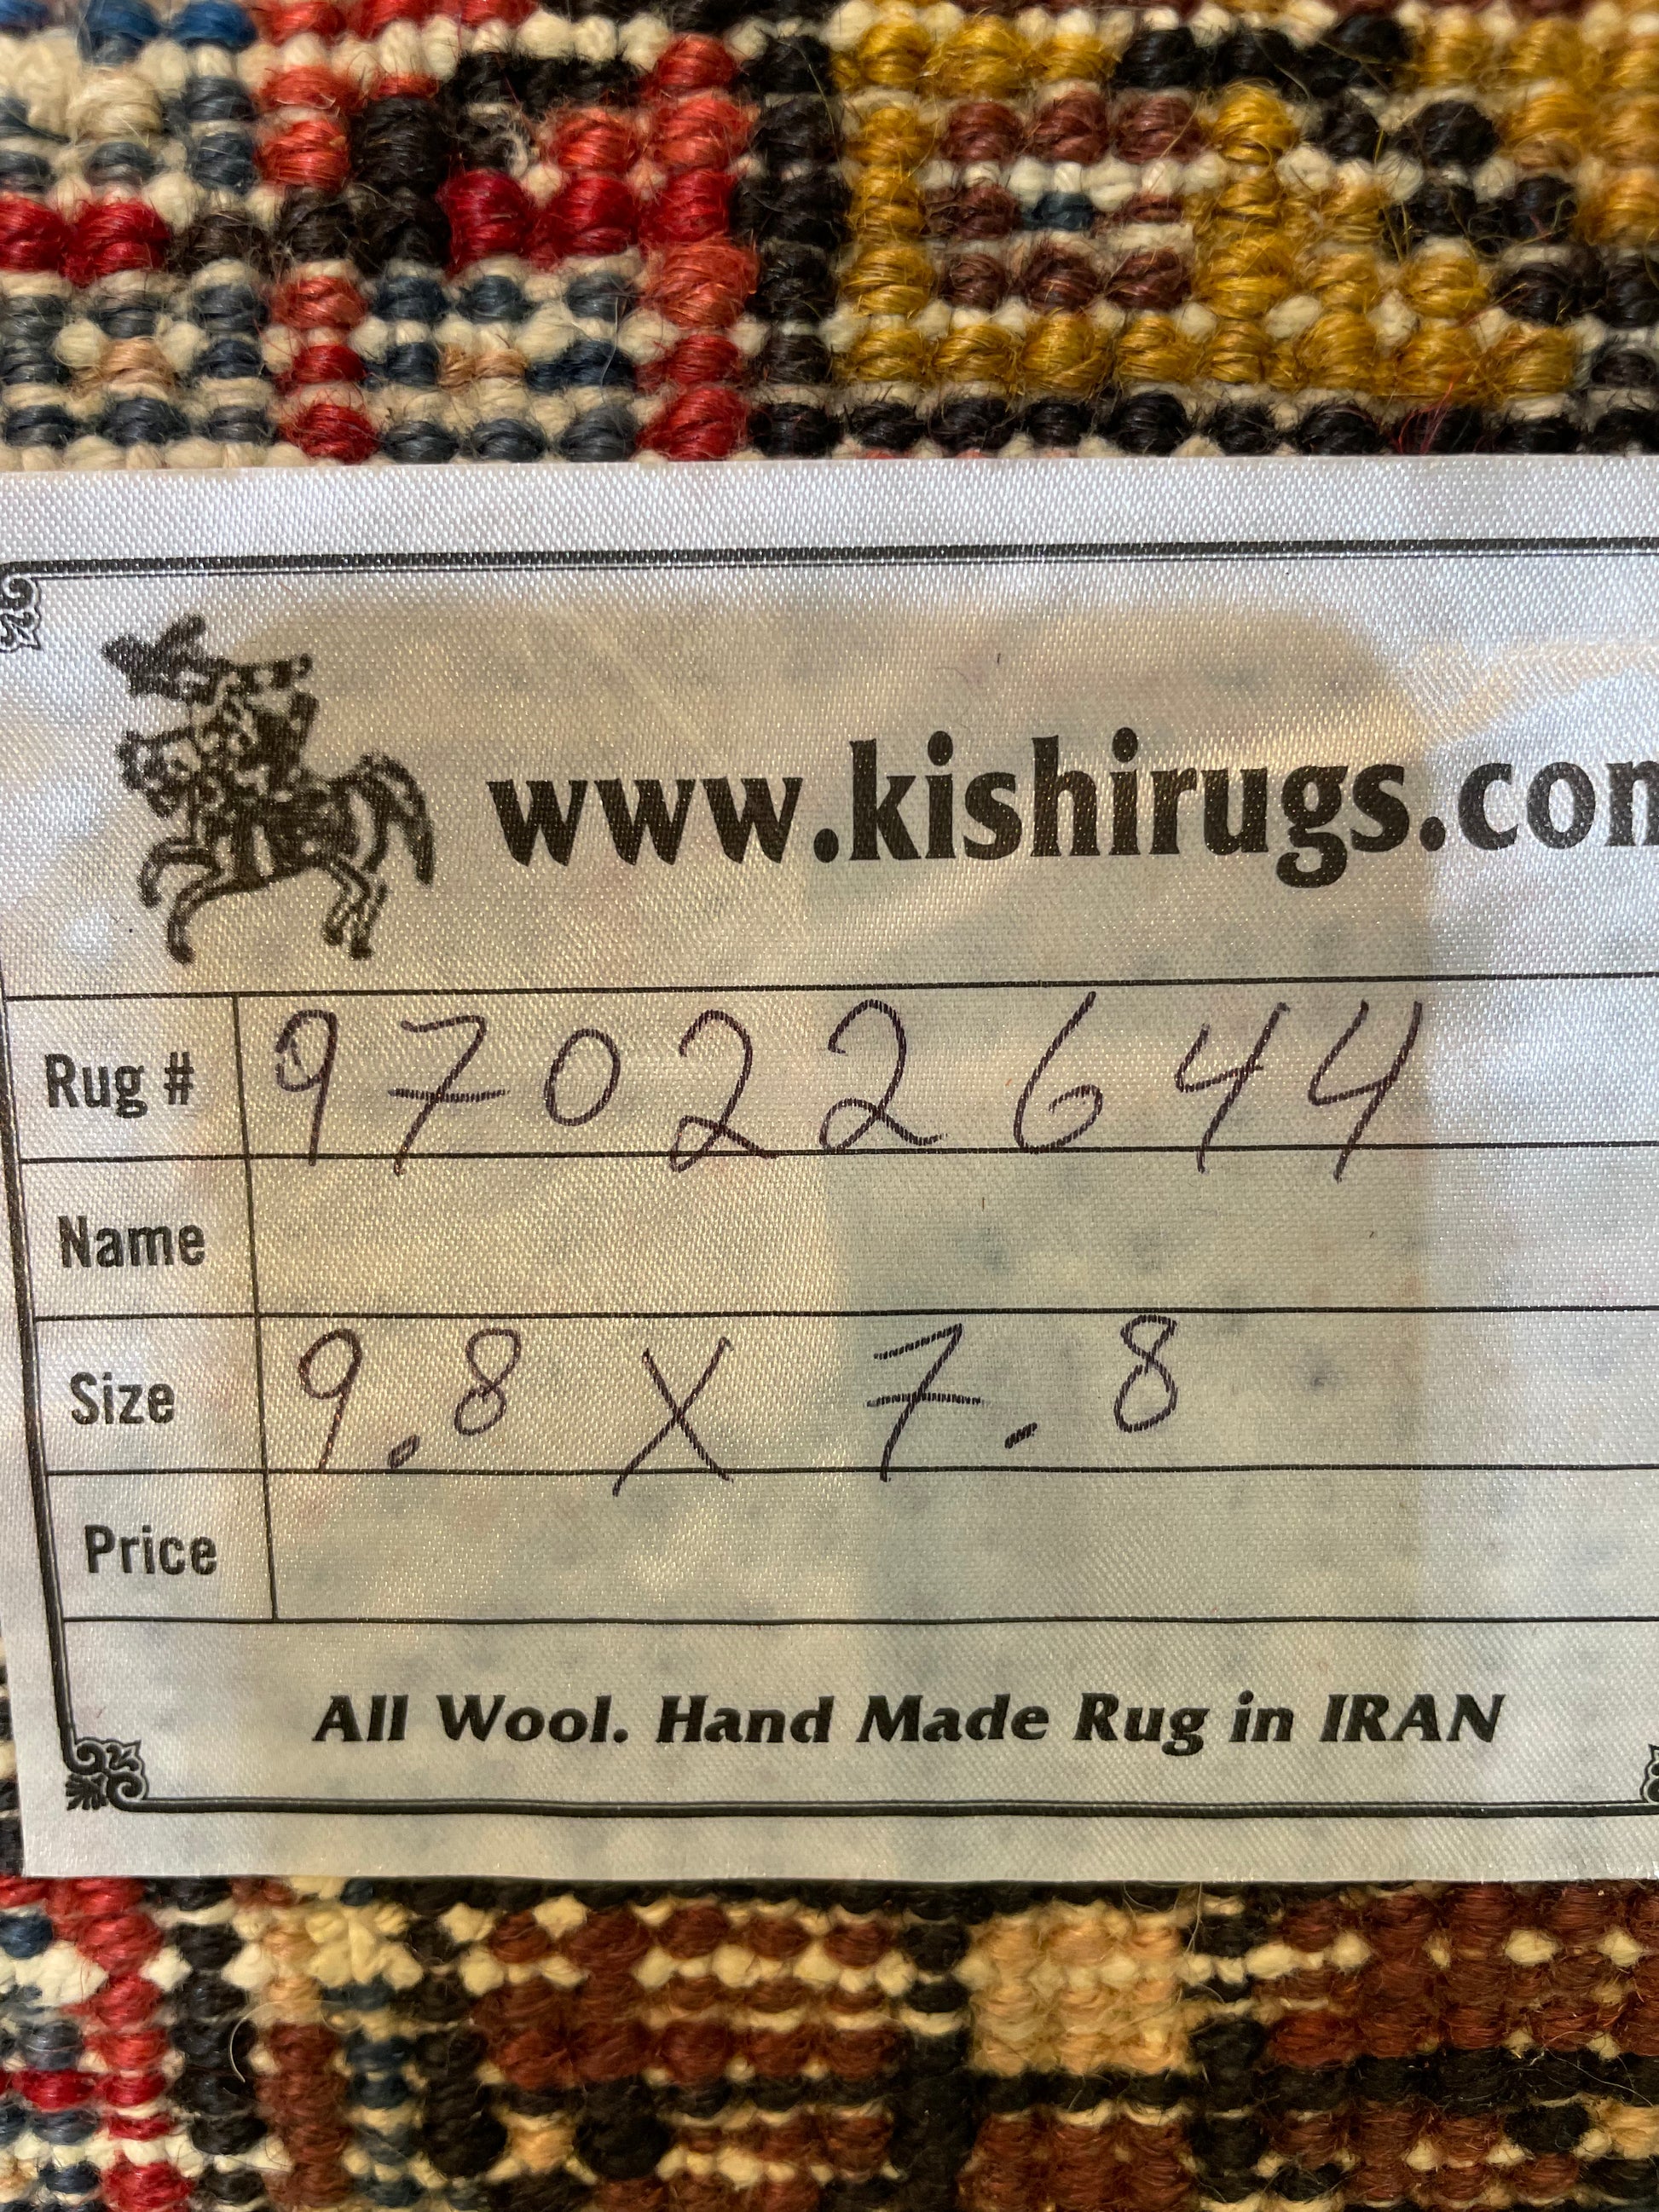 www.kishirugs.com
Rug # 97022644
Name
Size 9.8 X 7.8
Price
All Wool. Hand Made Rug in IRAN